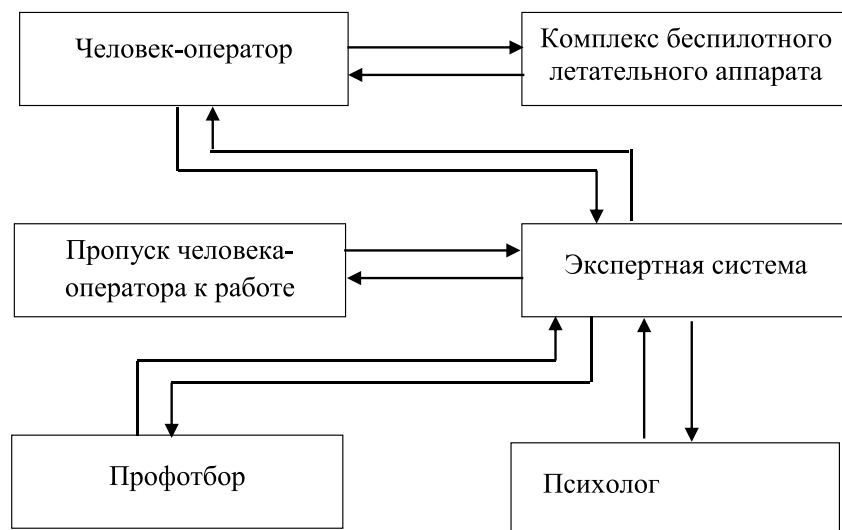 Человек-оператор
Комплекс беспилотного
летательного аппарата
Пропуск человека-
оператора к работе
Экспертная система
Профотбор
Психолог